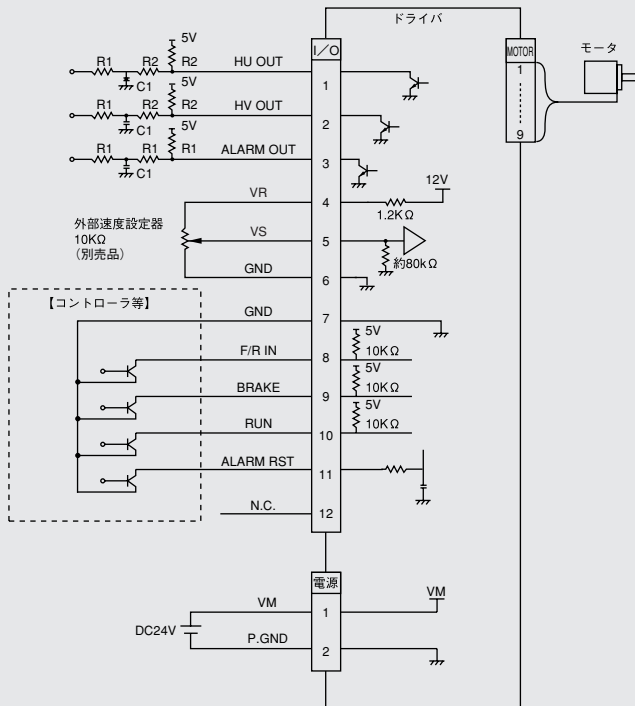 ドライバ
I/O
MOTOR
モータ
1
9
5V
R1 R2 R2 HU OUT
C1
1
5V
R1 R2 R2 HV OUT
C1
2
5V
R1 R1 R1 ALARM OUT
C1
3
VR
4
12V
1.2KΩ
外部速度設定器
10KΩ
(別売品)
VS
5
約80kΩ
GND
6
【コントローラ等】
GND
7
F/R IN
8
5V
10KΩ
BRAKE
9
5V
10KΩ
RUN
10
5V
10KΩ
ALARM RST
11
N.C.
12
電源
DC24V
VM
1
VM
P.GND
2